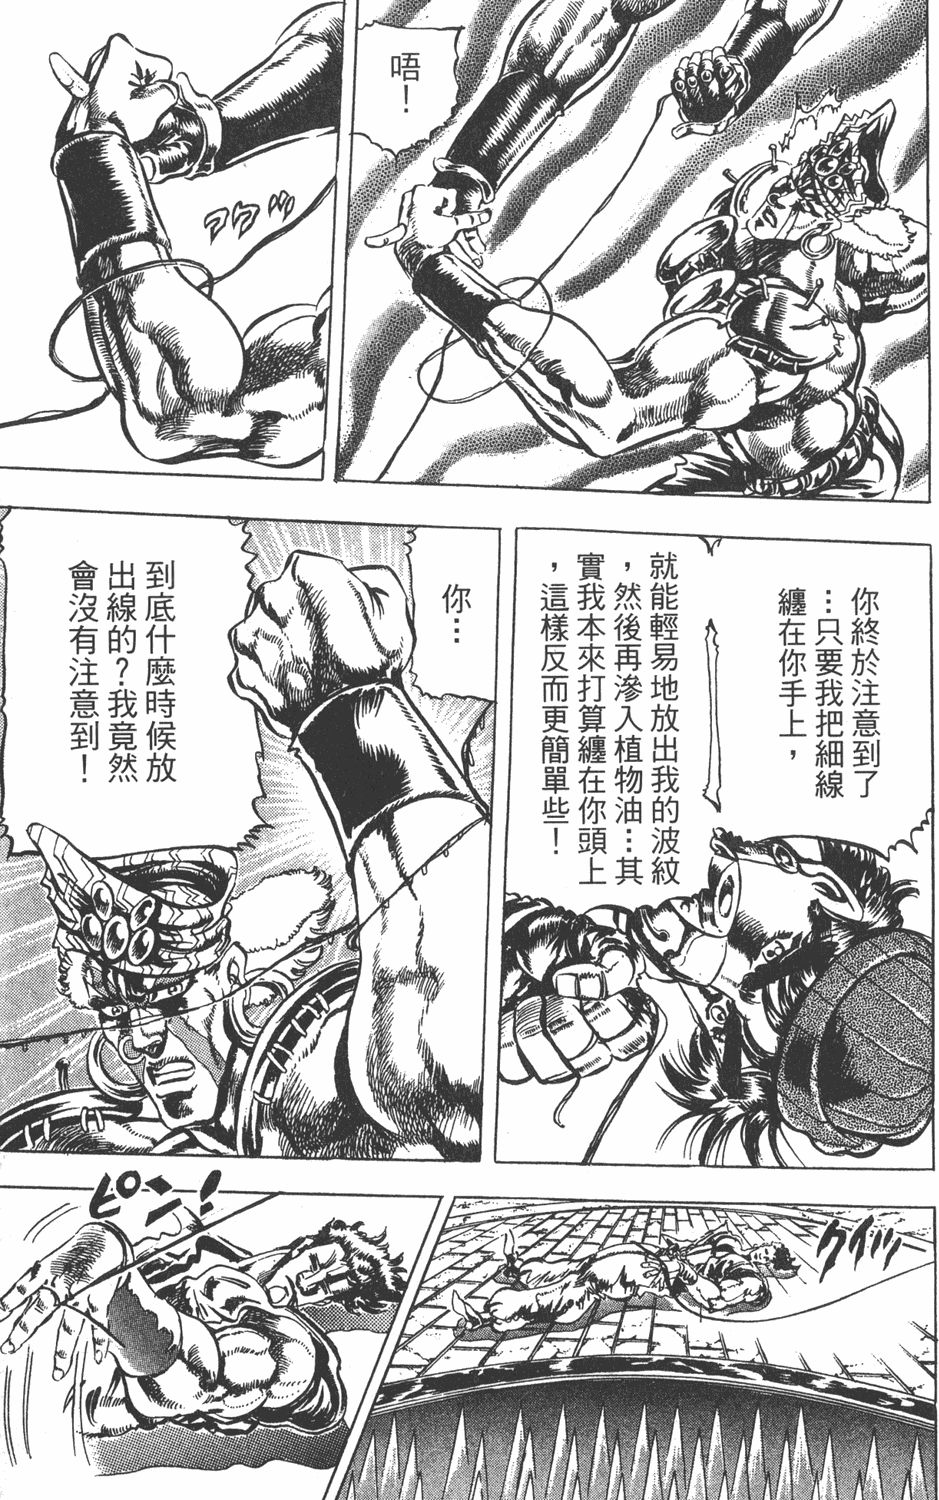 唔！
アグッ
你終於注意到了
…只要我把細線
纏在你手上，
就能輕易地放出我的波紋
，然後再滲入植物油…其
實我本來打算纏在你頭上
，這樣反而更簡單些！
你…
到底什麼時候放
出線的？我竟然
會沒有注意到！
クイッ
ピン！